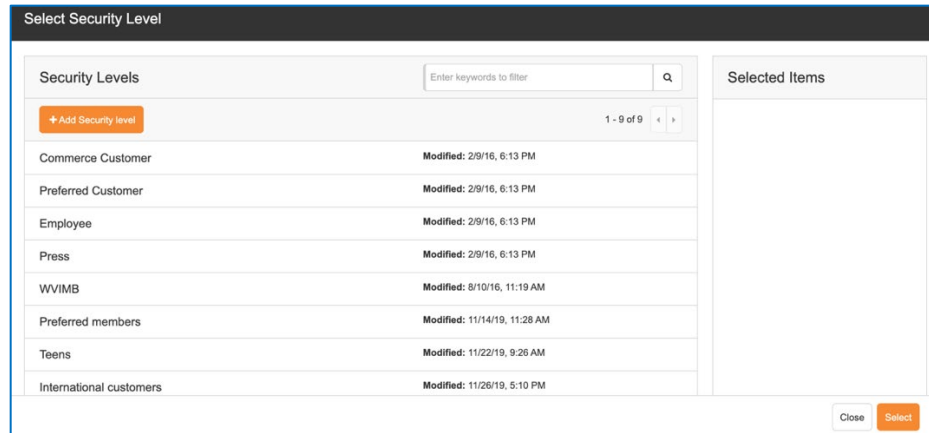 Select Security Level
Security Levels
Enter keywords to filter
Selected Items
+ Add Security level
1 - 9 of 9
Commerce Customer
Modified: 2/9/16, 6:13 PM
Preferred Customer
Modified: 2/9/16, 6:13 PM
Employee
Modified: 2/9/16, 6:13 PM
Press
Modified: 2/9/16, 6:13 PM
WVIMB
Modified: 8/10/16, 11:19 AM
Preferred members
Modified: 11/14/19, 11:28 AM
Teens
Modified: 11/22/19, 9:26 AM
International customers
Modified: 11/26/19, 5:10 PM
Close
Select